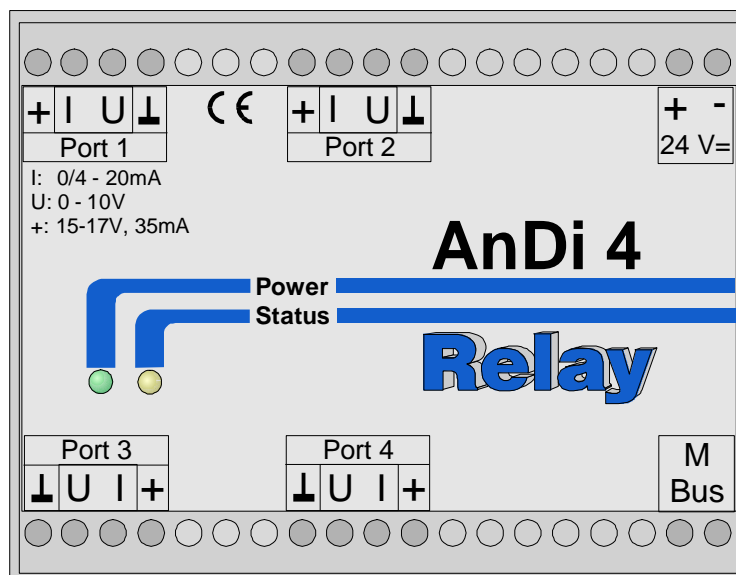 + I U ⊥ CE + I U ⊥ + -
Port 1 Port 2 24 V=
I: 0/4 - 20mA
U: 0 - 10V
+: 15-17V, 35mA
AnDi 4
Power
Status
Relay
Port 3 Port 4 M
⊥ U I + ⊥ U I + Bus